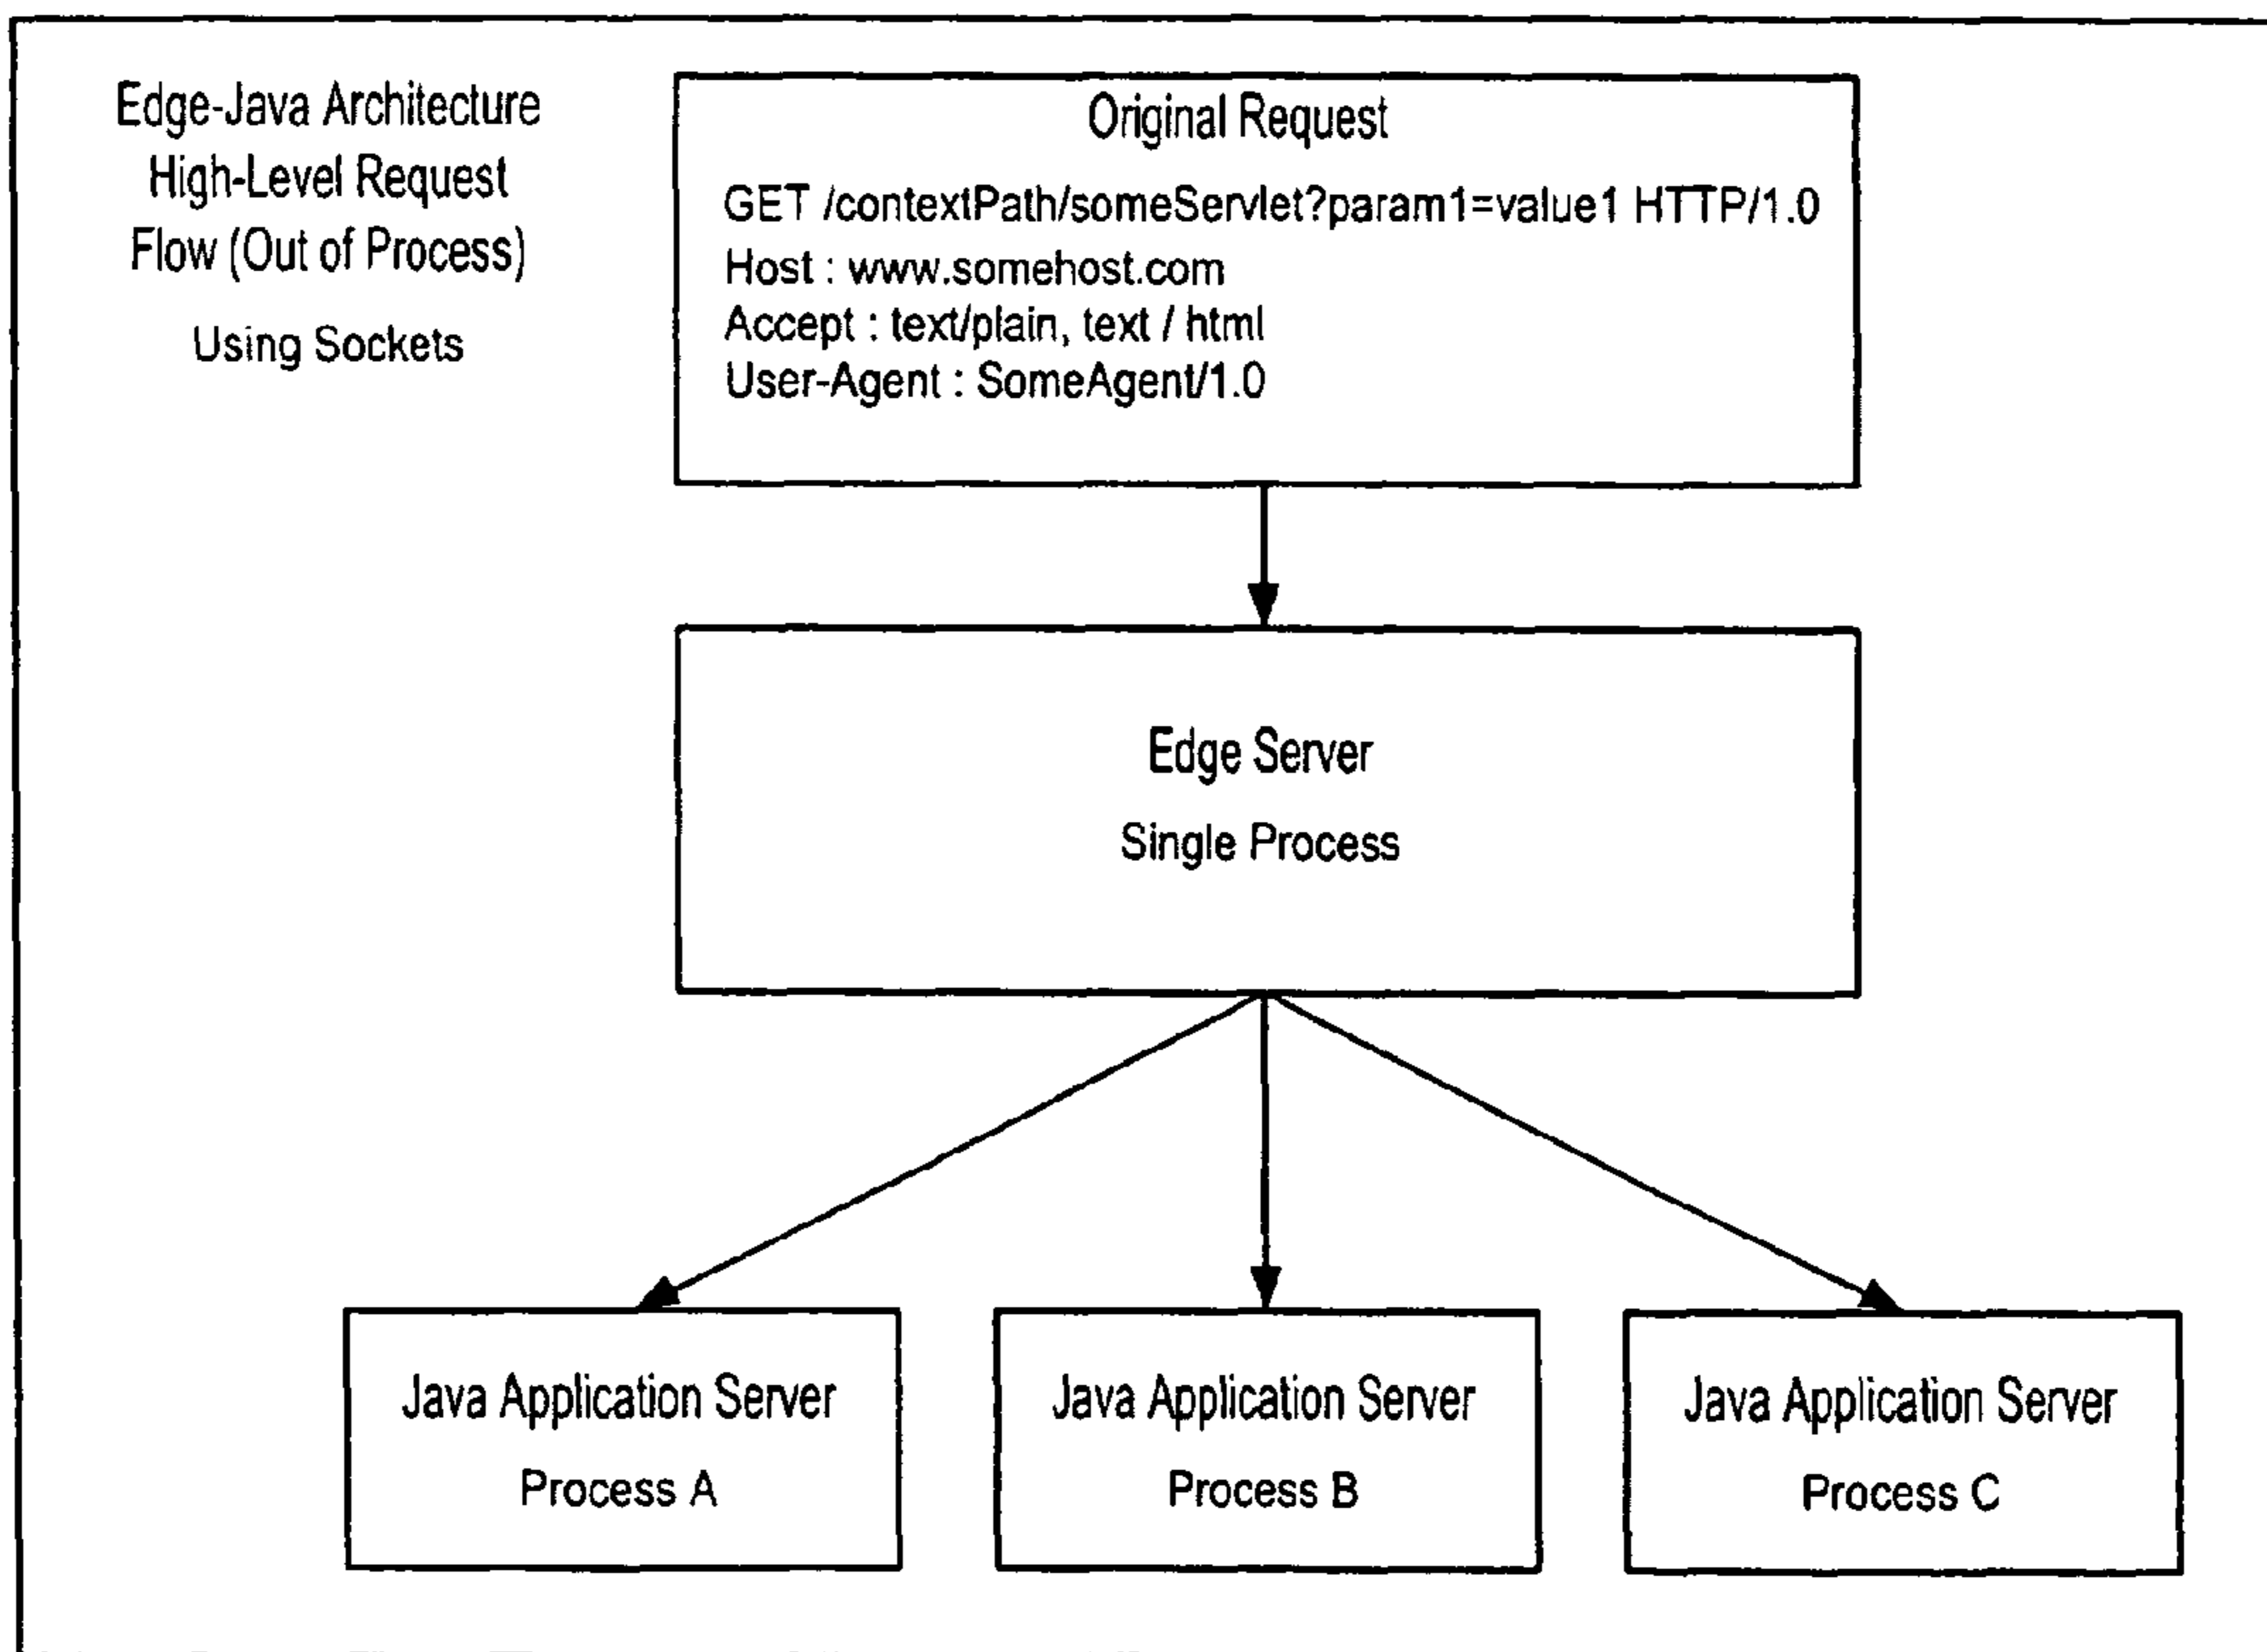 Edge-Java Architecture
High-Level Request
Flow (Out of Process)
Using Sockets
Original Request
GET /contextPath/someServlet?param1=value1 HTTP/1.0
Host : www.somehost.com
Accept : text/plain, text / html
User-Agent : SomeAgent/1.0
Edge Server
Single Process
Java Application Server
Process A
Java Application Server
Process B
Java Application Server
Process C